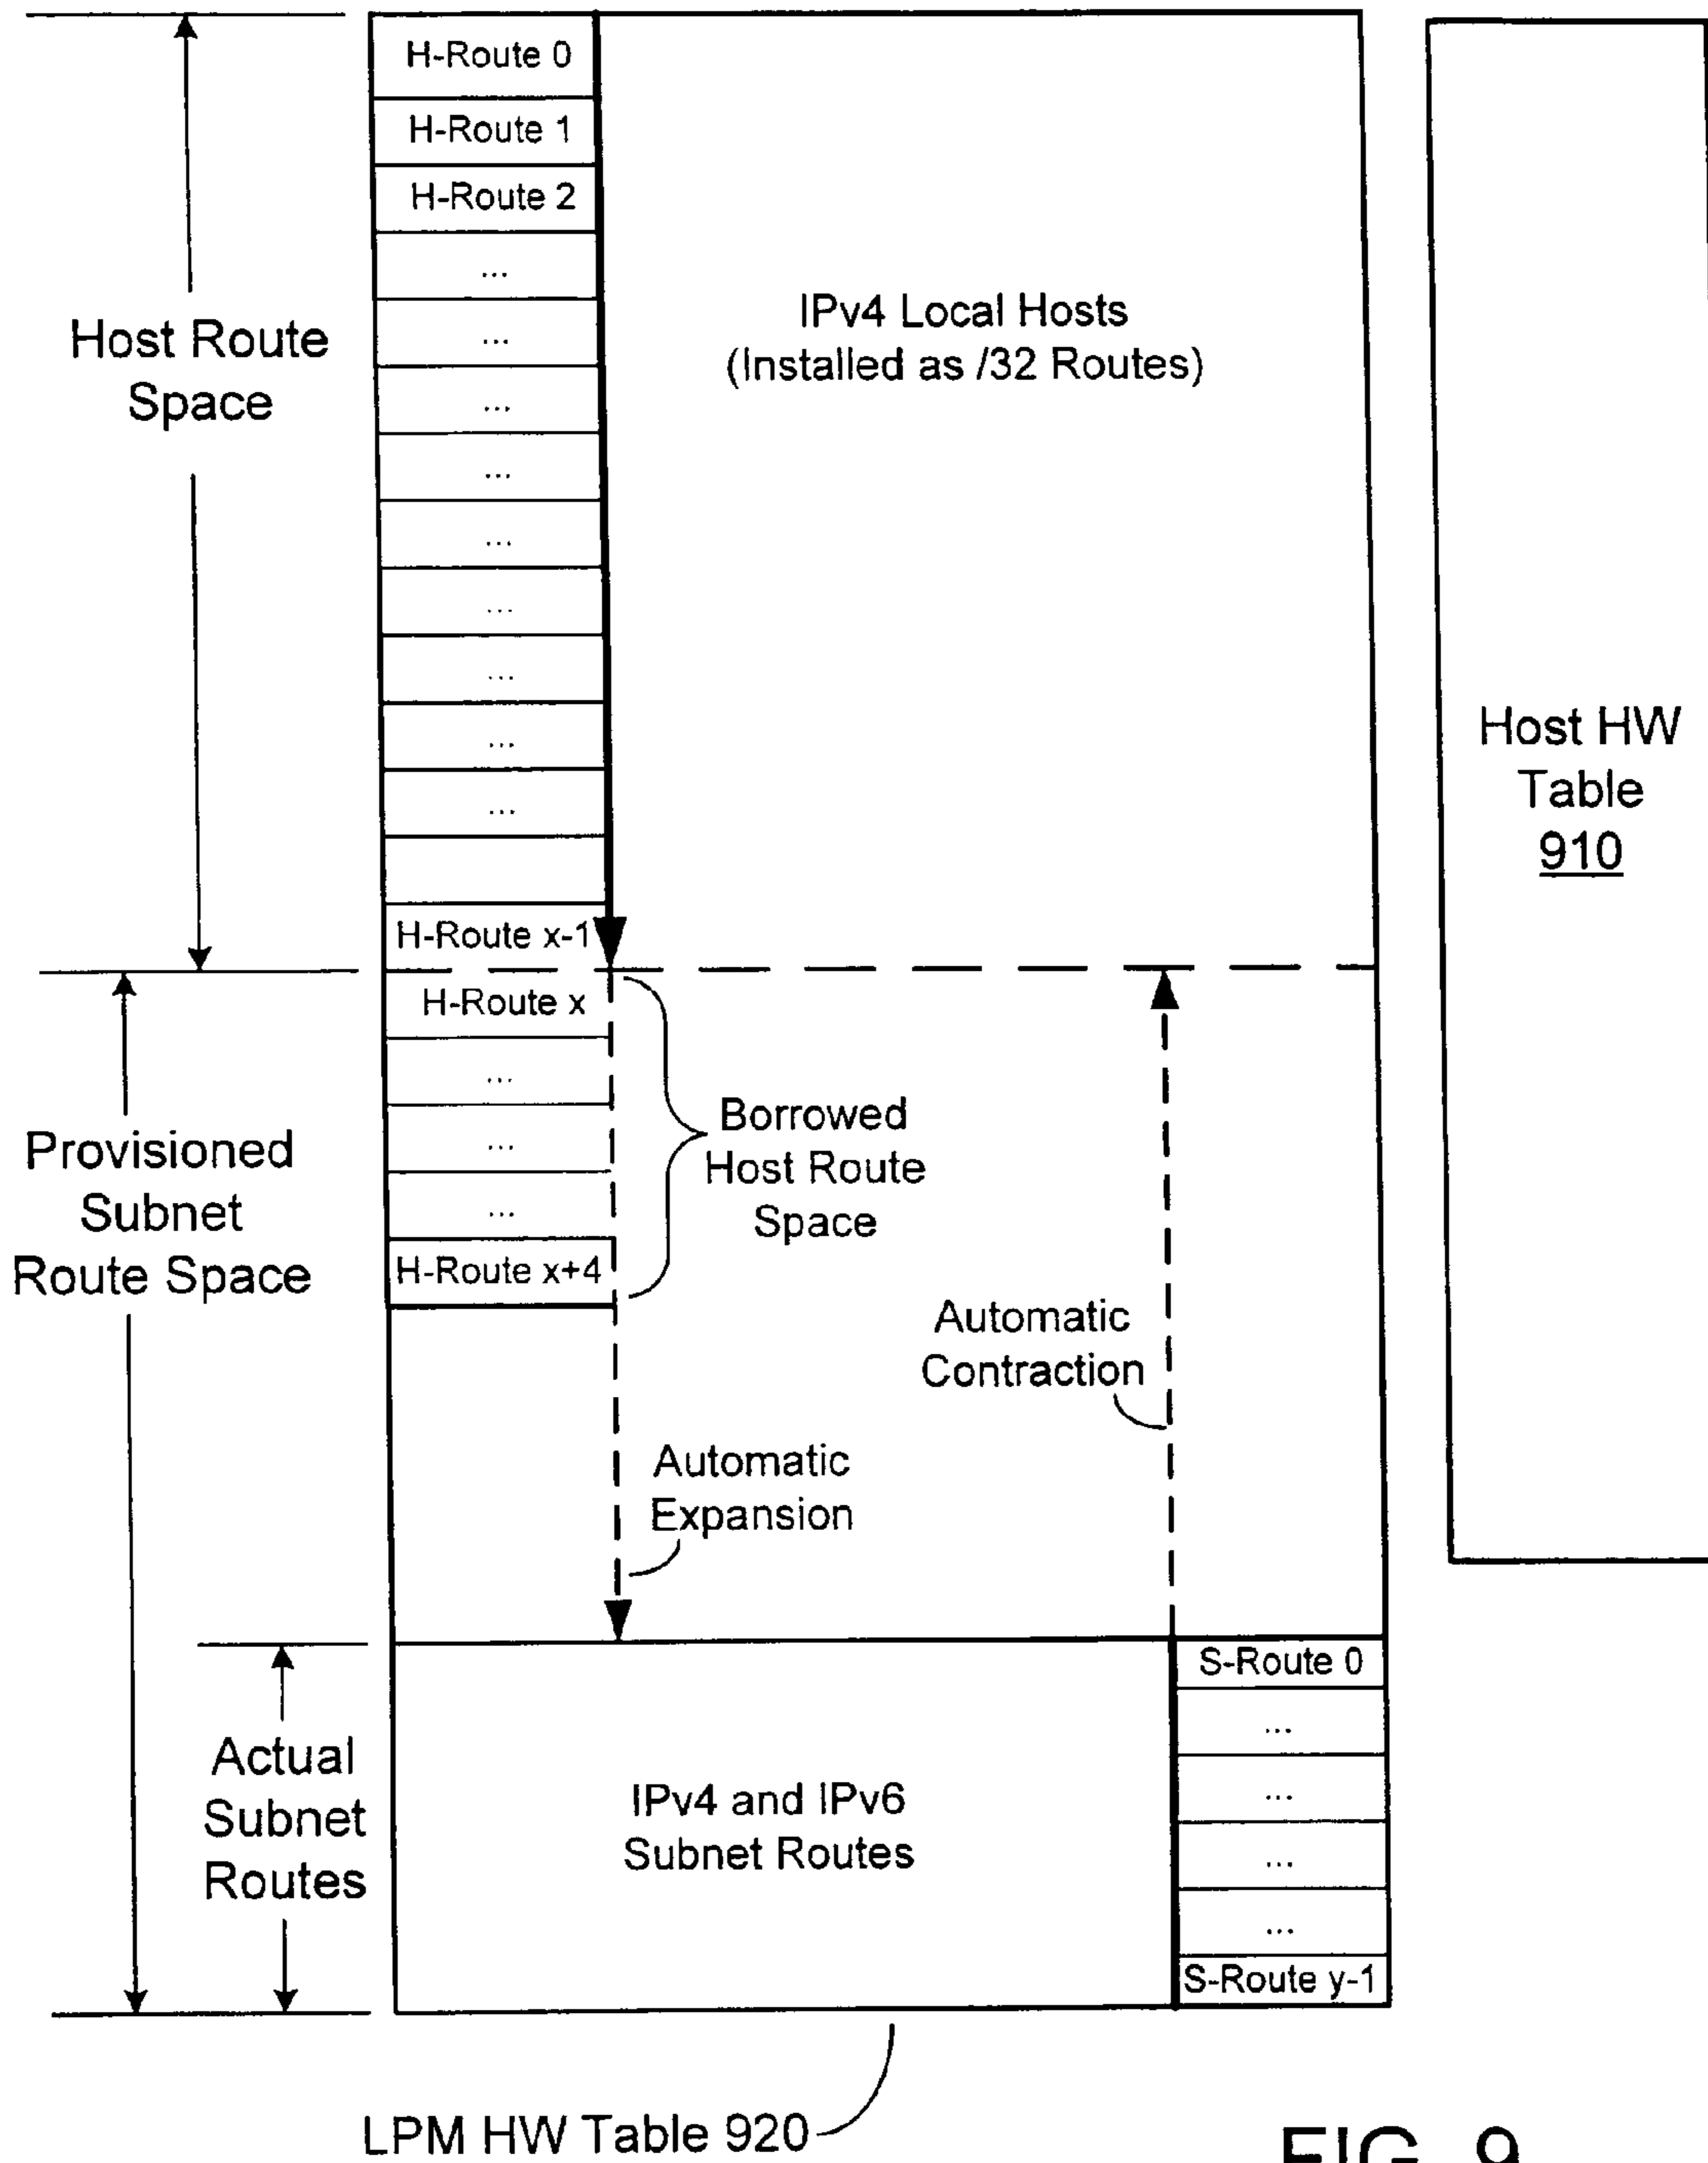 H-Route 0
H-Route 1
H-Route 2
...
...
...
...
...
...
...
...
...
H-Route x-1
H-Route x
...
...
...
H-Route x+4
Host Route
Space
IPv4 Local Hosts
(Installed as /32 Routes)
Host HW
Table
910
Provisioned
Subnet
Route Space
Borrowed
Host Route
Space
Automatic
Contraction
Automatic
Expansion
Actual
Subnet
Routes
IPv4 and IPv6
Subnet Routes
S-Route 0
...
...
...
...
S-Route y-1
LPM HW Table 920
FIG. 9